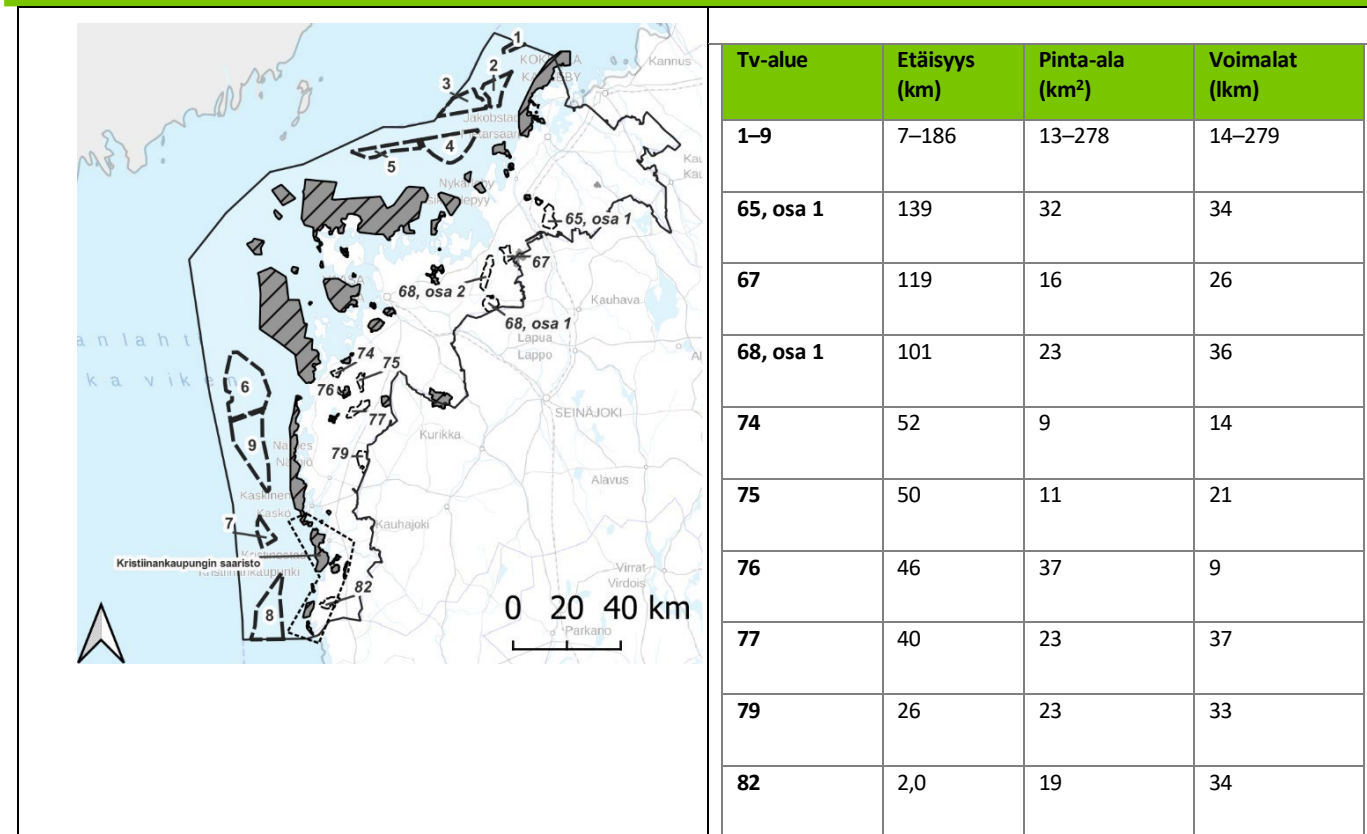 1
KOKKOLA
KARLEBY
Kannus
2
3
Jakobstad
Pietarsaari
4
5
Nykarleby
65, osa 1
67
68, osa 2
68, osa 1
Kauhava
Lapua
Lappo
74
75
76
77
6
SEINÄJOKI
Kurikka
9
79
Alavus
Kaskinen
Kaskö
7
Kauhajoki
Kristiinankaupungin saaristo
Virrat
Virdois
82
8
0 20 40 km
Parkano
Tv-alue Etäisyys (km) Pinta-ala (km²) Voimalat (lkm)
1–9 7–186 13–278 14–279
65, osa 1 139 32 34
67 119 16 26
68, osa 1 101 23 36
74 52 9 14
75 50 11 21
76 46 37 9
77 40 23 37
79 26 23 33
82 2,0 19 34